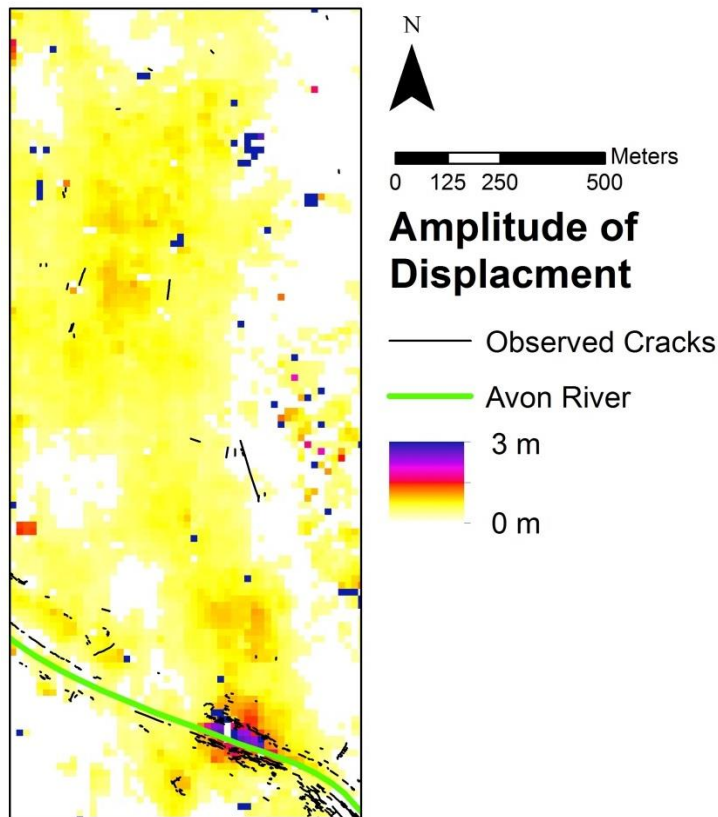 N
Meters
0 125 250 500
Amplitude of
Displacment
Observed Cracks
Avon River
3 m
0 m